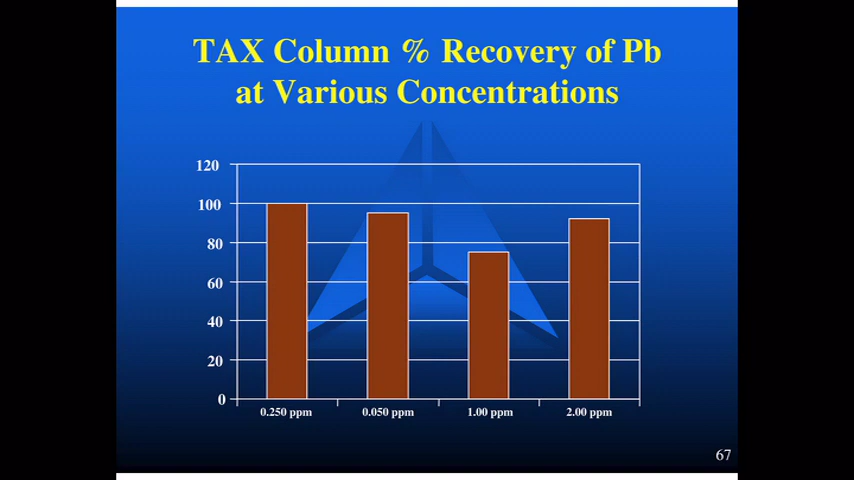 TAX Column % Recovery of Pb
at Various Concentrations
120
100
80
60
40
20
0
0.250 ppm 0.050 ppm 1.00 ppm 2.00 ppm
67